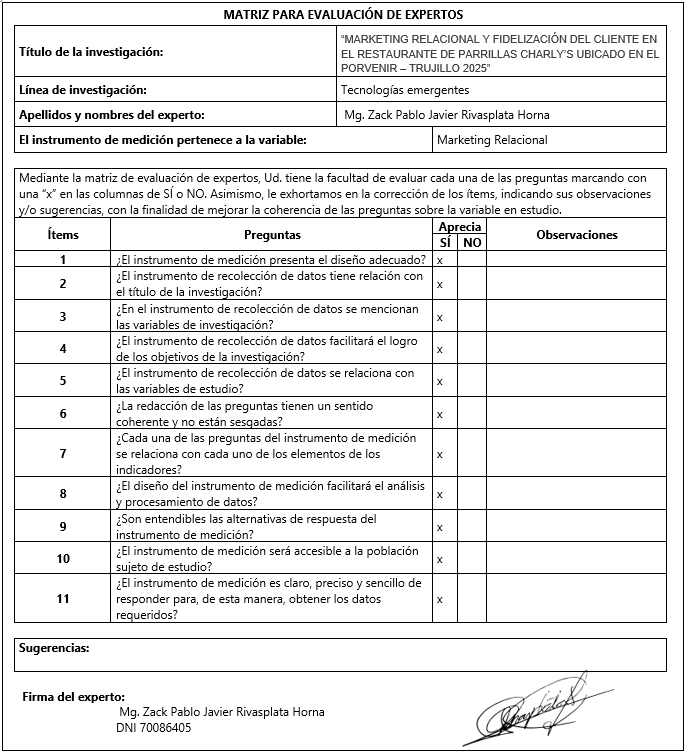 MATRIZ PARA EVALUACIÓN DE EXPERTOS
Título de la investigación:
“MARKETING RELACIONAL Y FIDELIZACIÓN DEL CLIENTE EN
EL RESTAURANTE DE PARRILLAS CHARLY’S UBICADO EN EL
PORVENIR – TRUJILLO 2025”
Línea de investigación:
Tecnologías emergentes
Apellidos y nombres del experto:
Mg. Zack Pablo Javier Rivasplata Horna
El instrumento de medición pertenece a la variable:
Marketing Relacional
Mediante la matriz de evaluación de expertos, Ud. tiene la facultad de evaluar cada una de las preguntas marcando con
una “x” en las columnas de SÍ o NO. Asimismo, le exhortamos en la corrección de los ítems, indicando sus observaciones
y/o sugerencias, con la finalidad de mejorar la coherencia de las preguntas sobre la variable en estudio.
Ítems
Preguntas
Aprecia
Observaciones
SÍ NO
1 ¿El instrumento de medición presenta el diseño adecuado? x
2 ¿El instrumento de recolección de datos tiene relación con
el título de la investigación? x
3 ¿En el instrumento de recolección de datos se mencionan
las variables de investigación? x
4 ¿El instrumento de recolección de datos facilitará el logro
de los objetivos de la investigación? x
5 ¿El instrumento de recolección de datos se relaciona con
las variables de estudio? x
6 ¿La redacción de las preguntas tienen un sentido
coherente y no están sesgadas? x
7 ¿Cada una de las preguntas del instrumento de medición
se relaciona con cada uno de los elementos de los
indicadores? x
8 ¿El diseño del instrumento de medición facilitará el análisis
y procesamiento de datos? x
9 ¿Son entendibles las alternativas de respuesta del
instrumento de medición? x
10 ¿El instrumento de medición será accesible a la población
sujeto de estudio? x
11 ¿El instrumento de medición es claro, preciso y sencillo de
responder para, de esta manera, obtener los datos
requeridos? x
Sugerencias:
Firma del experto:
Mg. Zack Pablo Javier Rivasplata Horna
DNI 70086405